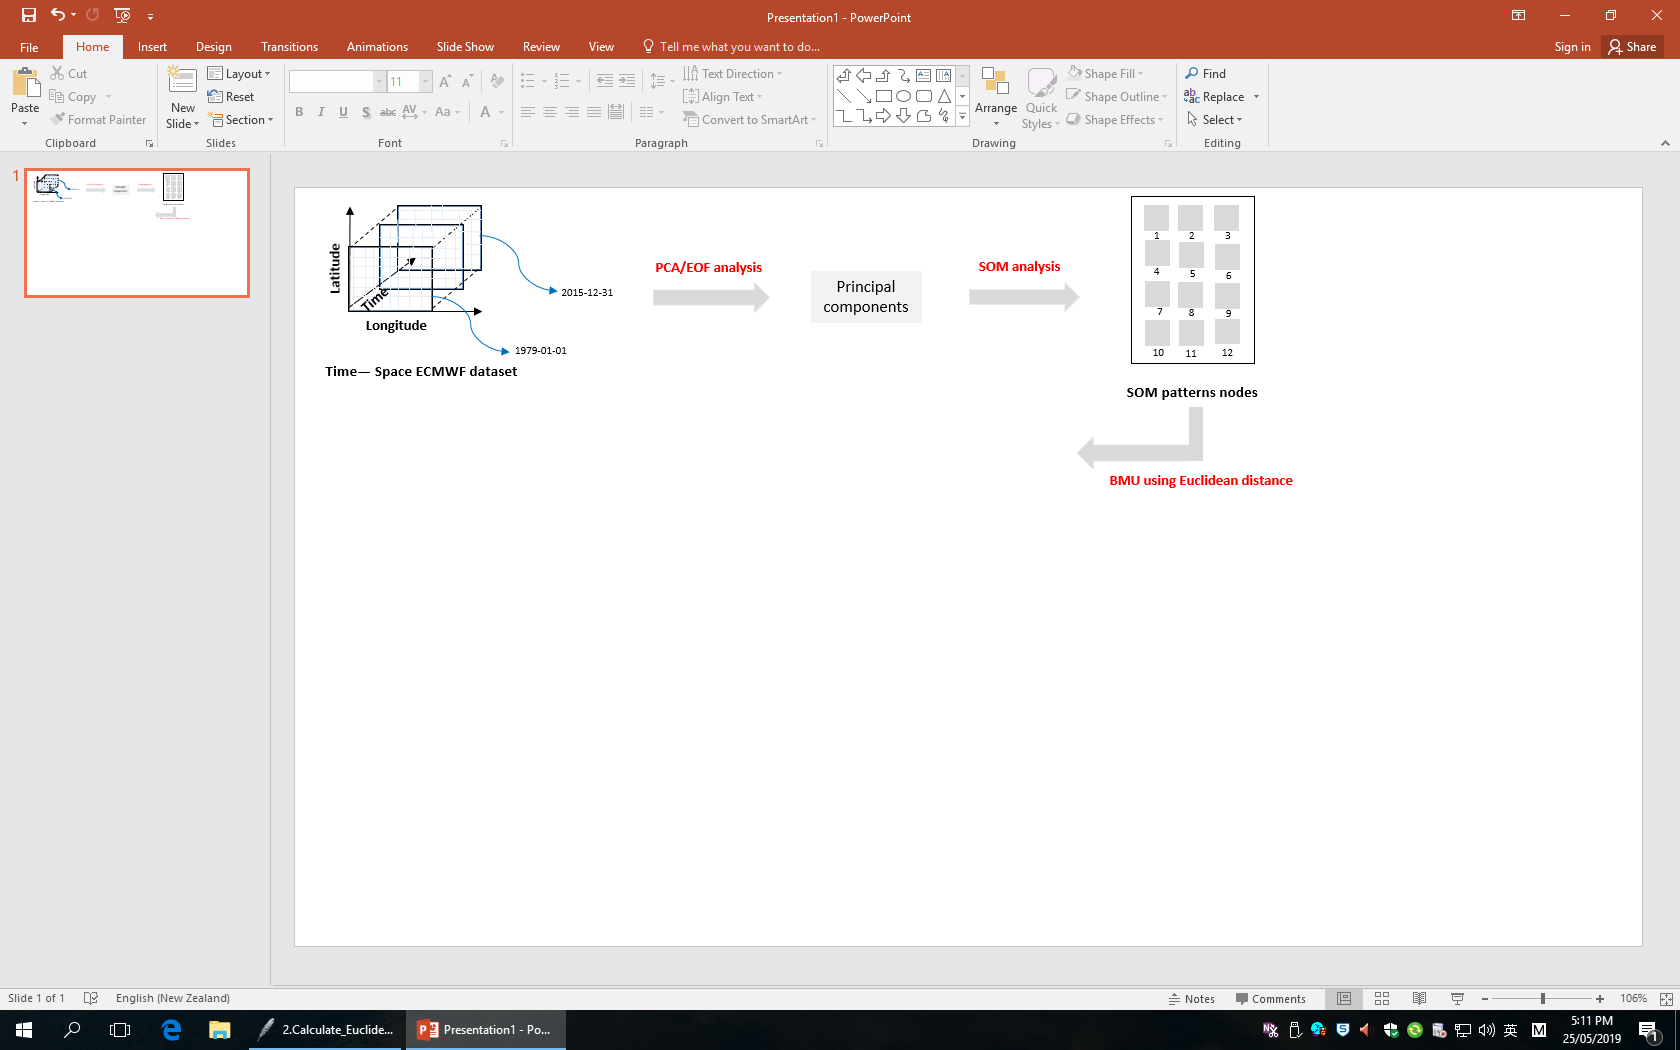 Presentation1 - PowerPoint
File Home Insert Design Transitions Animations Slide Show Review View Tell me what you want to do... Sign in Share
Paste
Cut
Copy
Format Painter
Clipboard
New
Slide
Layout
Reset
Section
Slides
11
B I U S abc AV Aa A
Font
Text Direction
Align Text
Convert to SmartArt
Paragraph
Arrange
Quick
Styles
Shape Fill
Shape Outline
Shape Effects
Drawing
Find
Replace
Select
Editing
1
Latitude
Time
Longitude
2015-12-31
1979-01-01
Time— Space ECMWF dataset
PCA/EOF analysis
Principal
components
SOM analysis
1 2 3
4 5 6
7 8 9
10 11 12
SOM patterns nodes
BMU using Euclidean distance
Slide 1 of 1 English (New Zealand) Notes Comments 106%
2.Calculate_Euclide... Presentation1 - Po... 英 M
5:11 PM
25/05/2019
1